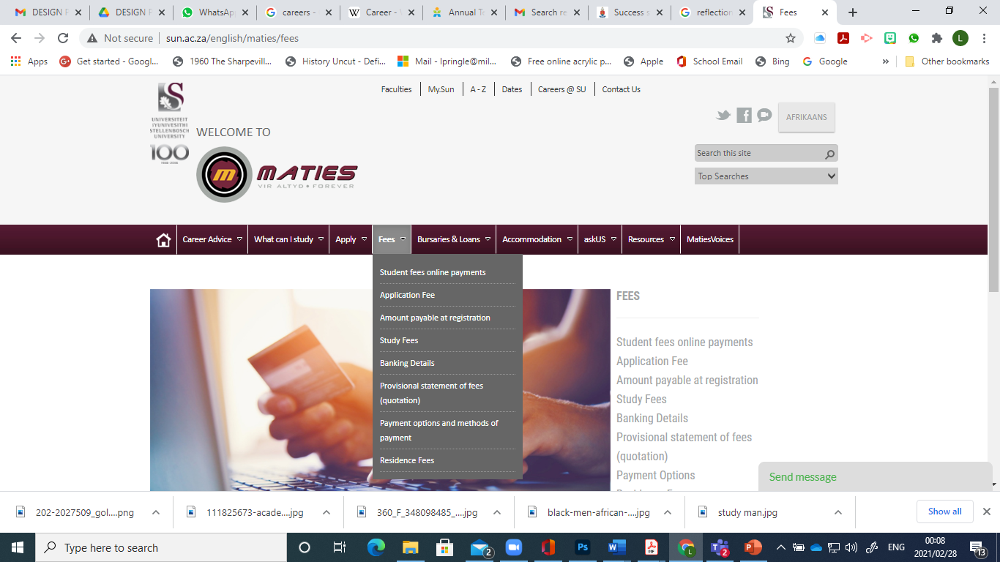 DESIGN P
DESIGN P
WhatsAp
careers -
Career - W
Annual Te
Search re
Success s
reflection
Fees
Not secure
sun.ac.za/english/maties/fees
L
Apps
Get started - Googl...
1960 The Sharpevill...
History Uncut - Defi...
Mail - lpringle@mil...
Free online acrylic p...
Apple
School Email
Bing
Google
»
Other bookmarks
Faculties
My.Sun
A - Z
Dates
Careers @ SU
Contact Us
UNIVERSITEIT
iYUNIVESITHI
STELLENBOSCH
UNIVERSITY
100
1918·2018
AFRIKAANS
WELCOME TO
M MATIES
VIR ALTYD • FOREVER
Search this site
Top Searches
Career Advice
What can I study
Apply
Fees
Bursaries & Loans
Accommodation
askUS
Resources
MatiesVoices
Student fees online payments
Application Fee
Amount payable at registration
Study Fees
Banking Details
Provisional statement of fees
(quotation)
Payment options and methods of
payment
Residence Fees
FEES
Student fees online payments
Application Fee
Amount payable at registration
Study Fees
Banking Details
Provisional statement of fees
(quotation)
Payment Options
Send message
202-2027509_gol....png
111825673-acade....jpg
360_F_348098485_....jpg
black-men-african-....jpg
study man.jpg
Show all
Type here to search
2
2
ENG
00:08
2021/02/28
13